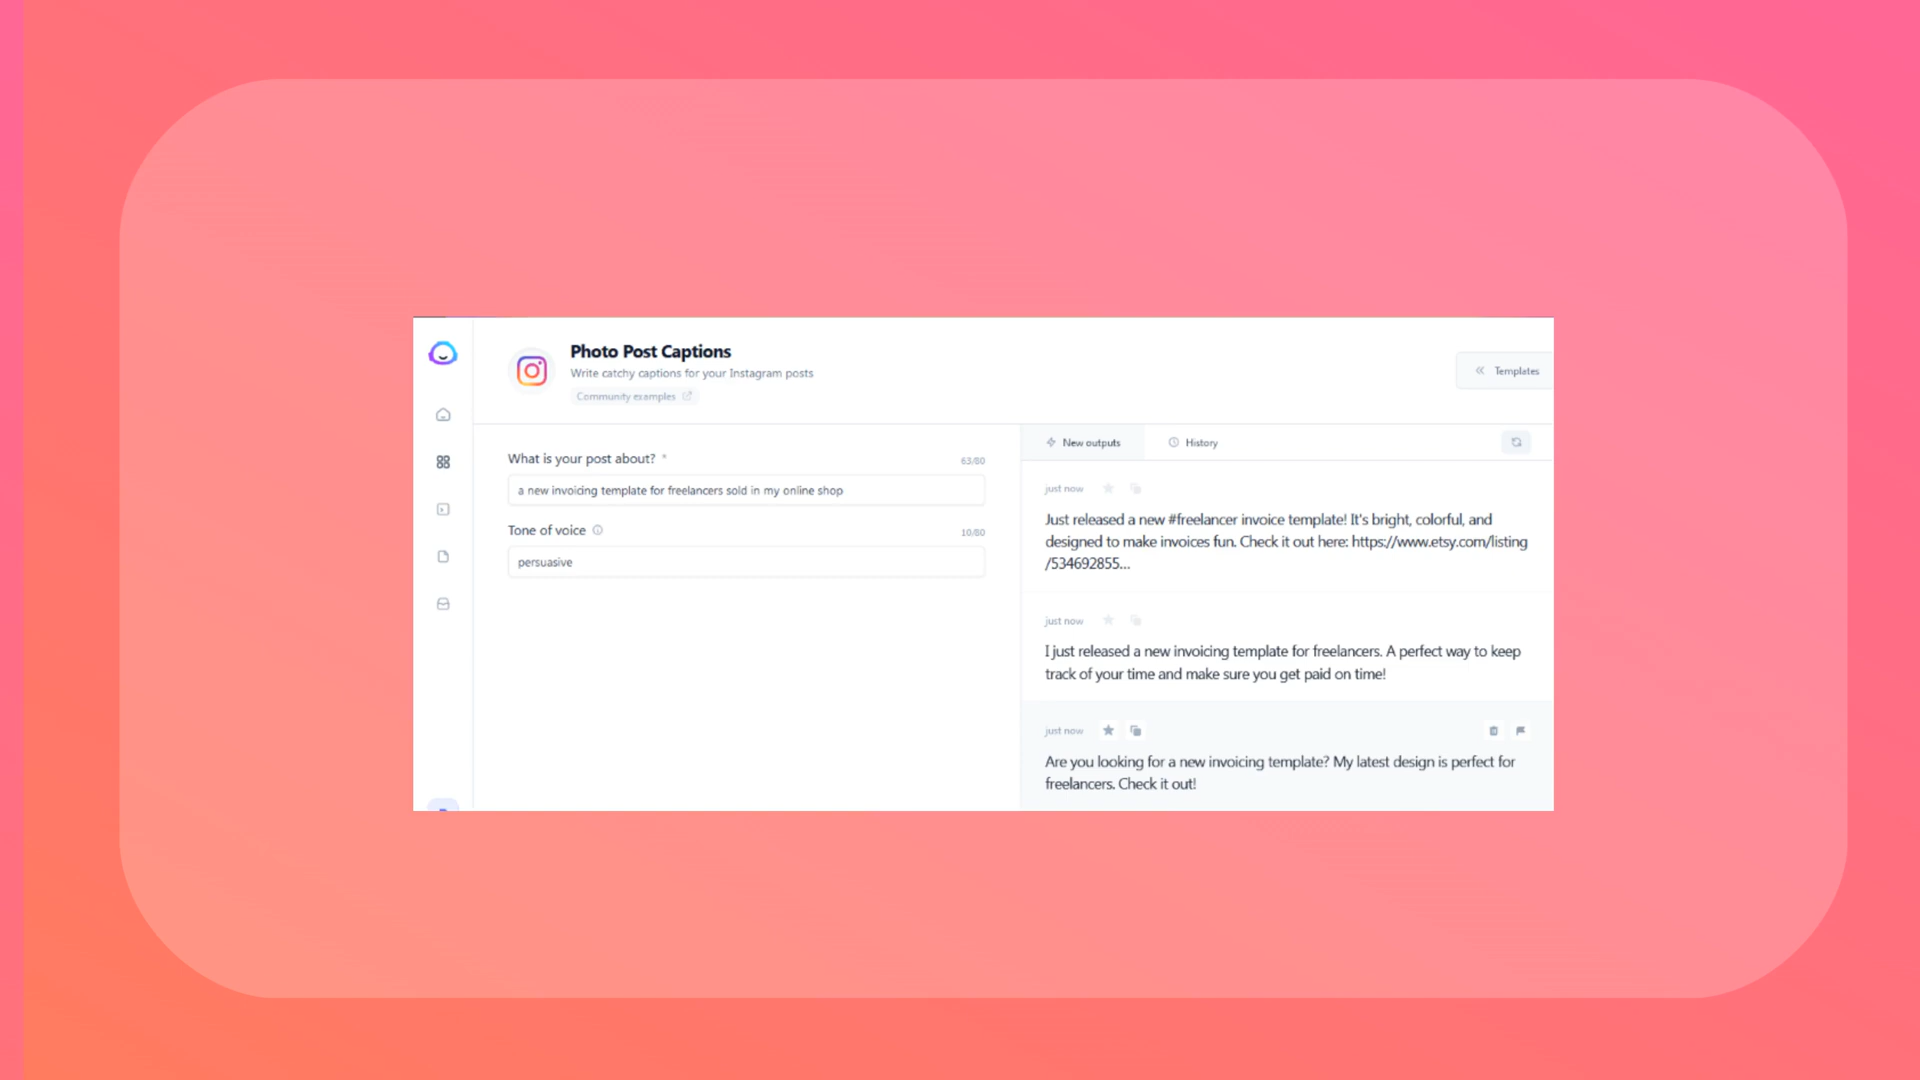 Photo Post Captions
Write catchy captions for your Instagram posts
Community examples
Templates
What is your post about? *
63/80
a new invoicing template for freelancers sold in my online shop
Tone of voice
10/80
persuasive
New outputs
History
just now
Just released a new #freelancer invoice template! It's bright, colorful, and
designed to make invoices fun. Check it out here: https://www.etsy.com/listing
/534692855...
just now
I just released a new invoicing template for freelancers. A perfect way to keep
track of your time and make sure you get paid on time!
just now
Are you looking for a new invoicing template? My latest design is perfect for
freelancers. Check it out!